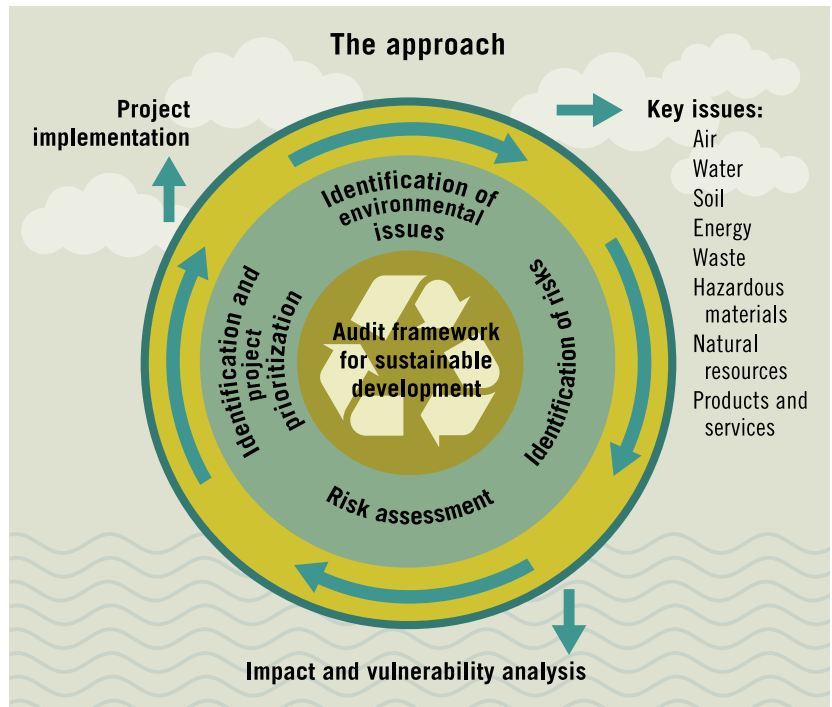 The approach
Project
implementation
Key issues:
Air
Water
Soil
Energy
Waste
Hazardous
materials
Natural
resources
Products and
services
Identification of
environmental
issues
Identification of risks
Risk assessment
Identification and
project
prioritization
Audit framework
for sustainable
development
Impact and vulnerability analysis